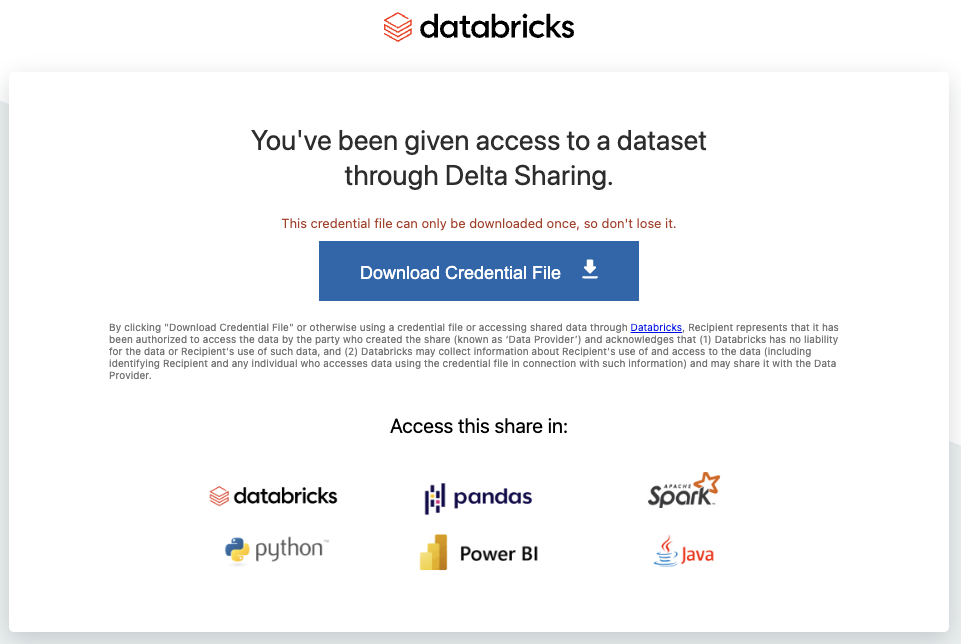 databricks
You've been given access to a dataset
through Delta Sharing.
This credential file can only be downloaded once, so don't lose it.
Download Credential File
By clicking "Download Credential File" or otherwise using a credential file or accessing shared data through Databricks, Recipient represents that it has
been authorized to access the data by the party who created the share (known as ‘Data Provider’) and acknowledges that (1) Databricks has no liability
for the data or Recipient's use of such data, and (2) Databricks may collect information about Recipient's use of and access to the data (including
identifying Recipient and any individual who accesses data using the credential file in connection with such information) and may share it with the Data
Provider.
Access this share in:
databricks
pandas
APACHE
Spark™
python™
Power BI
Java